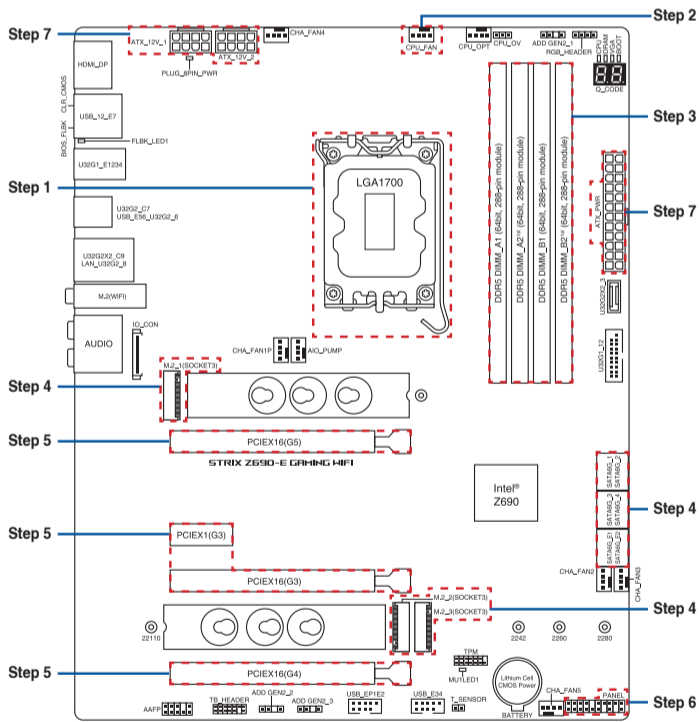 Step 2
Step 7
ATX_12V_1
ATX_12V_2
PLUG_8PIN_PWR
CHA_FAN4
CPU_FAN
CPU_OPT
CPU_OV
ADD GEN2_1
RGB_HEADER
CPU
DRAM
VGA
BOOT
Q_CODE
HDMI_DP
CLR_CMOS
USB_12_E7
BIOS_FLBK
FLBK_LED1
U32G1_E1234
Step 3
Step 1
LGA1700
DDR5 DIMM_A1 (64bit, 288-pin module)
DDR5 DIMM_A2 (64bit, 288-pin module)
DDR5 DIMM_B1 (64bit, 288-pin module)
DDR5 DIMM_B2 (64bit, 288-pin module)
ATX_PWR
Step 7
U32G2_C7
USB_E56_U32G2_6
U32G2X2_C9
LAN_U32G2_8
M.2(WIFI)
U32G2X2_3
AUDIO
IO_CON
CHA_FAN1P
AIO_PUMP
U32G1_12
M.2_1(SOCKET3)
Step 4
Step 5
PCIEX16(G5)
STRIX Z690-E GAMING WIFI
Intel®
Z690
SATA6G_1
SATA6G_2
SATA6G_3
SATA6G_4
SATA6G_E1
SATA6G_E2
Step 4
Step 5
PCIEX1(G3)
PCIEX16(G3)
CHA_FAN2
CHA_FAN3
M.2_2(SOCKET3)
M.2_3(SOCKET3)
Step 4
22110
2242
2260
2280
TPM
MU1LED1
Step 5
PCIEX16(G4)
Lithium Cell
CMOS Power
BATTERY
AAFP
TB_HEADER
ADD GEN2_2
ADD GEN2_3
USB_EP1E2
USB_E34
T_SENSOR
CHA_FAN5
PANEL
Step 6